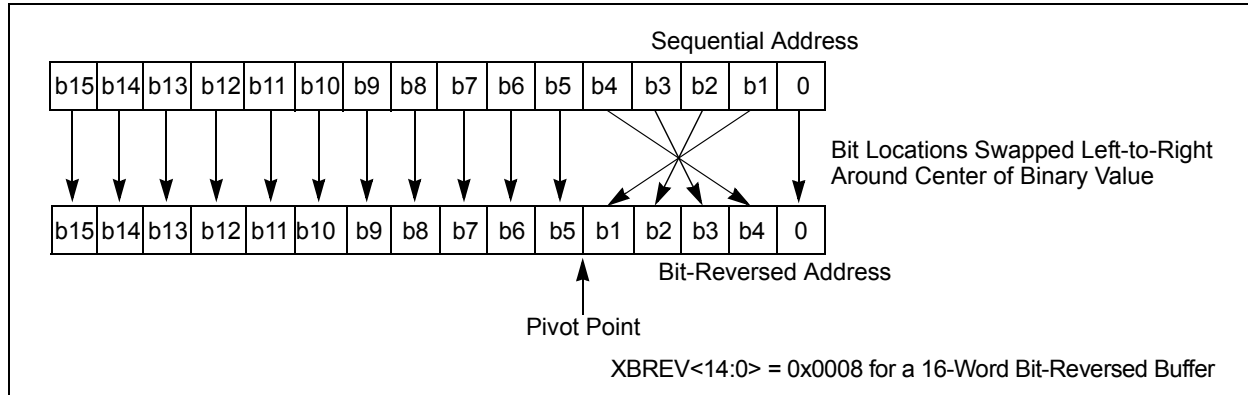 Sequential Address
b15 b14 b13 b12 b11 b10 b9 b8 b7 b6 b5 b4 b3 b2 b1 0
Bit Locations Swapped Left-to-Right
Around Center of Binary Value
b15 b14 b13 b12 b11 b10 b9 b8 b7 b6 b5 b1 b2 b3 b4 0
Bit-Reversed Address
Pivot Point
XBREV<14:0> = 0x0008 for a 16-Word Bit-Reversed Buffer